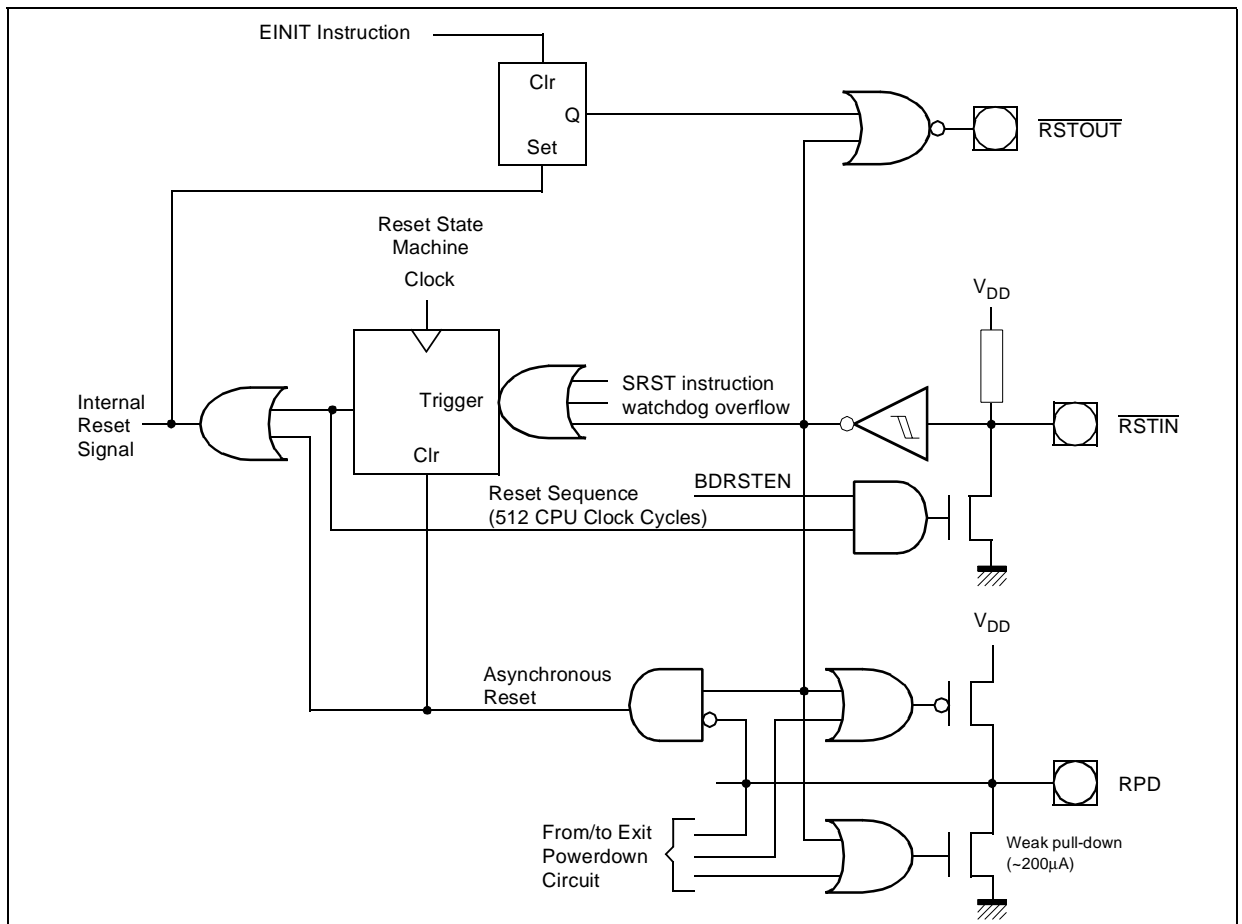 EINIT Instruction
Clr
Q
Set
RSTOUT
Reset State
Machine
Clock
VDD
Trigger
SRST instruction
watchdog overflow
Internal
Reset
Signal
RSTIN
Clr
BDRSTEN
Reset Sequence
(512 CPU Clock Cycles)
VDD
Asynchronous
Reset
RPD
From/to Exit
Powerdown
Circuit
Weak pull-down
(~200μA)